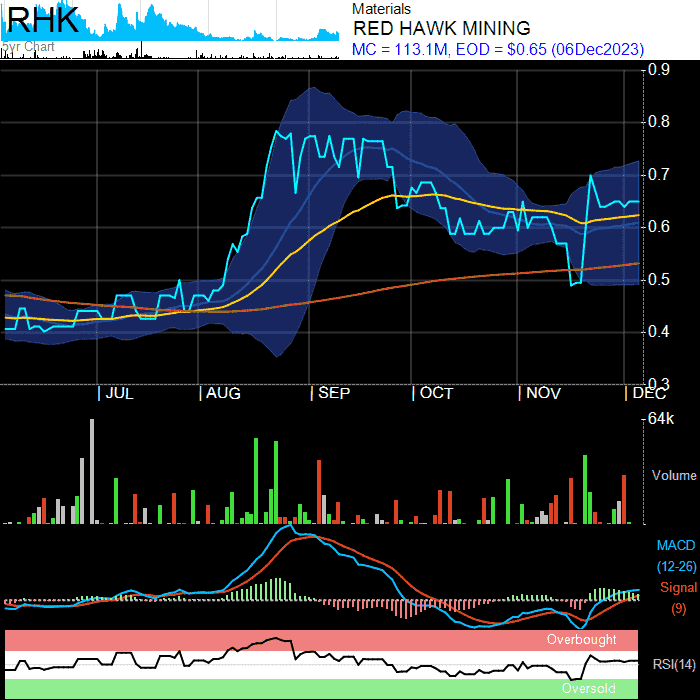 RHK
5yr Chart
Materials
RED HAWK MINING
MC = 113.1M, EOD = $0.65 (06Dec2023)
0.9
0.8
0.7
0.6
0.5
0.4
0.3
| JUL | AUG | SEP | OCT | NOV | DEC
64k
Volume
MACD
(12-26)
Signal
(9)
Overbought
RSI(14)
Oversold